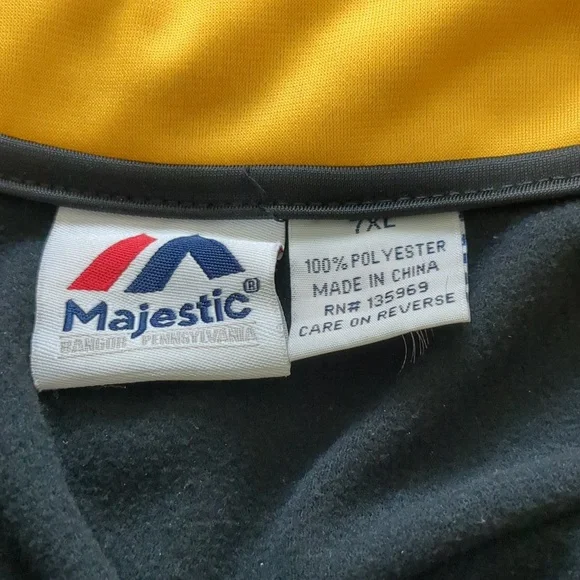 Majestic®
BANGOR PENNSYLVANIA
7XL
100% POLYESTER
MADE IN CHINA
RN# 135969
CARE ON REVERSE